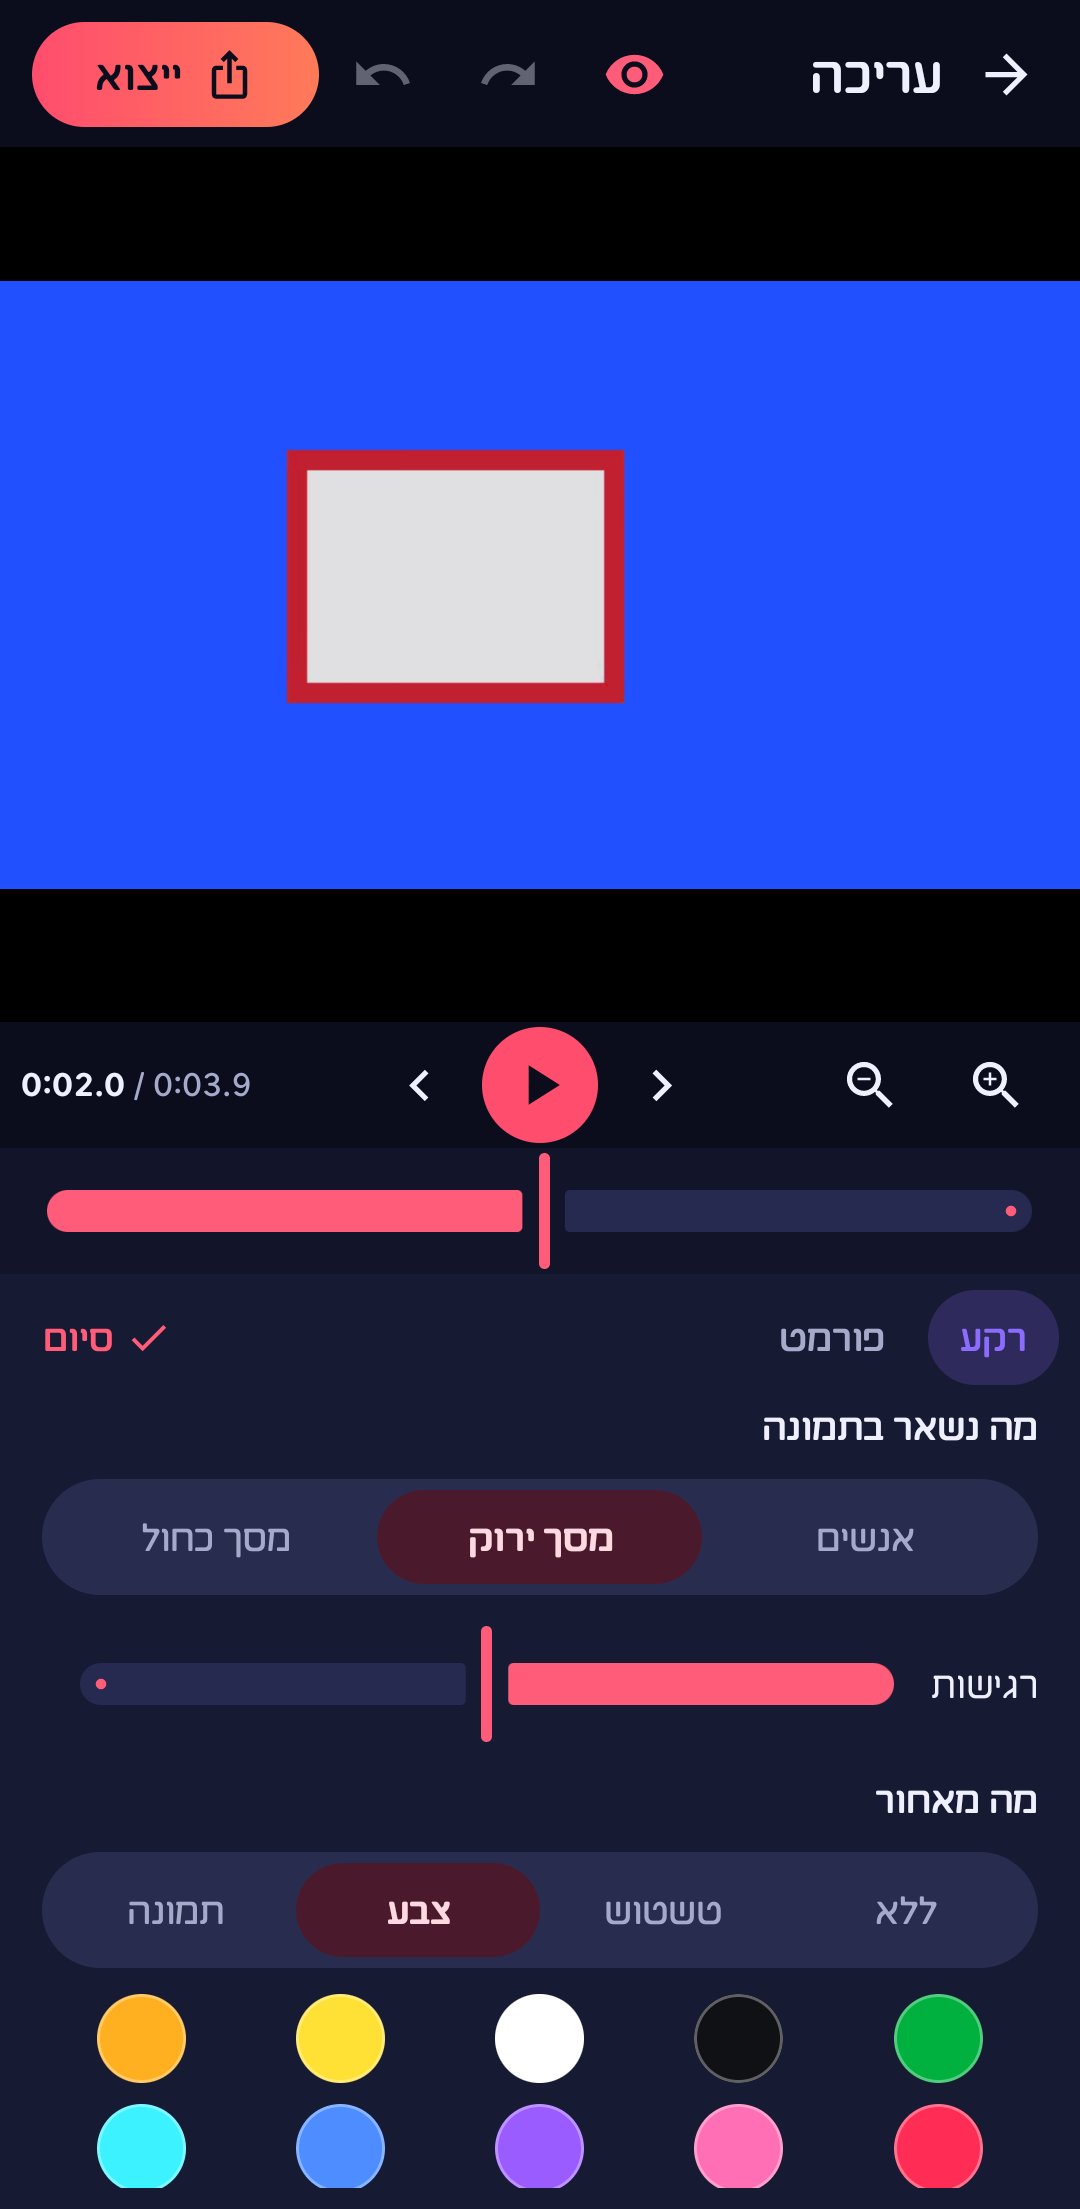 עריכה
ייצוא
0:02.0 / 0:03.9
רקע
פורמט
סיום
מה נשאר בתמונה
אנשים
מסך ירוק
מסך כחול
רגישות
מה מאחור
ללא
טשטוש
צבע
תמונה